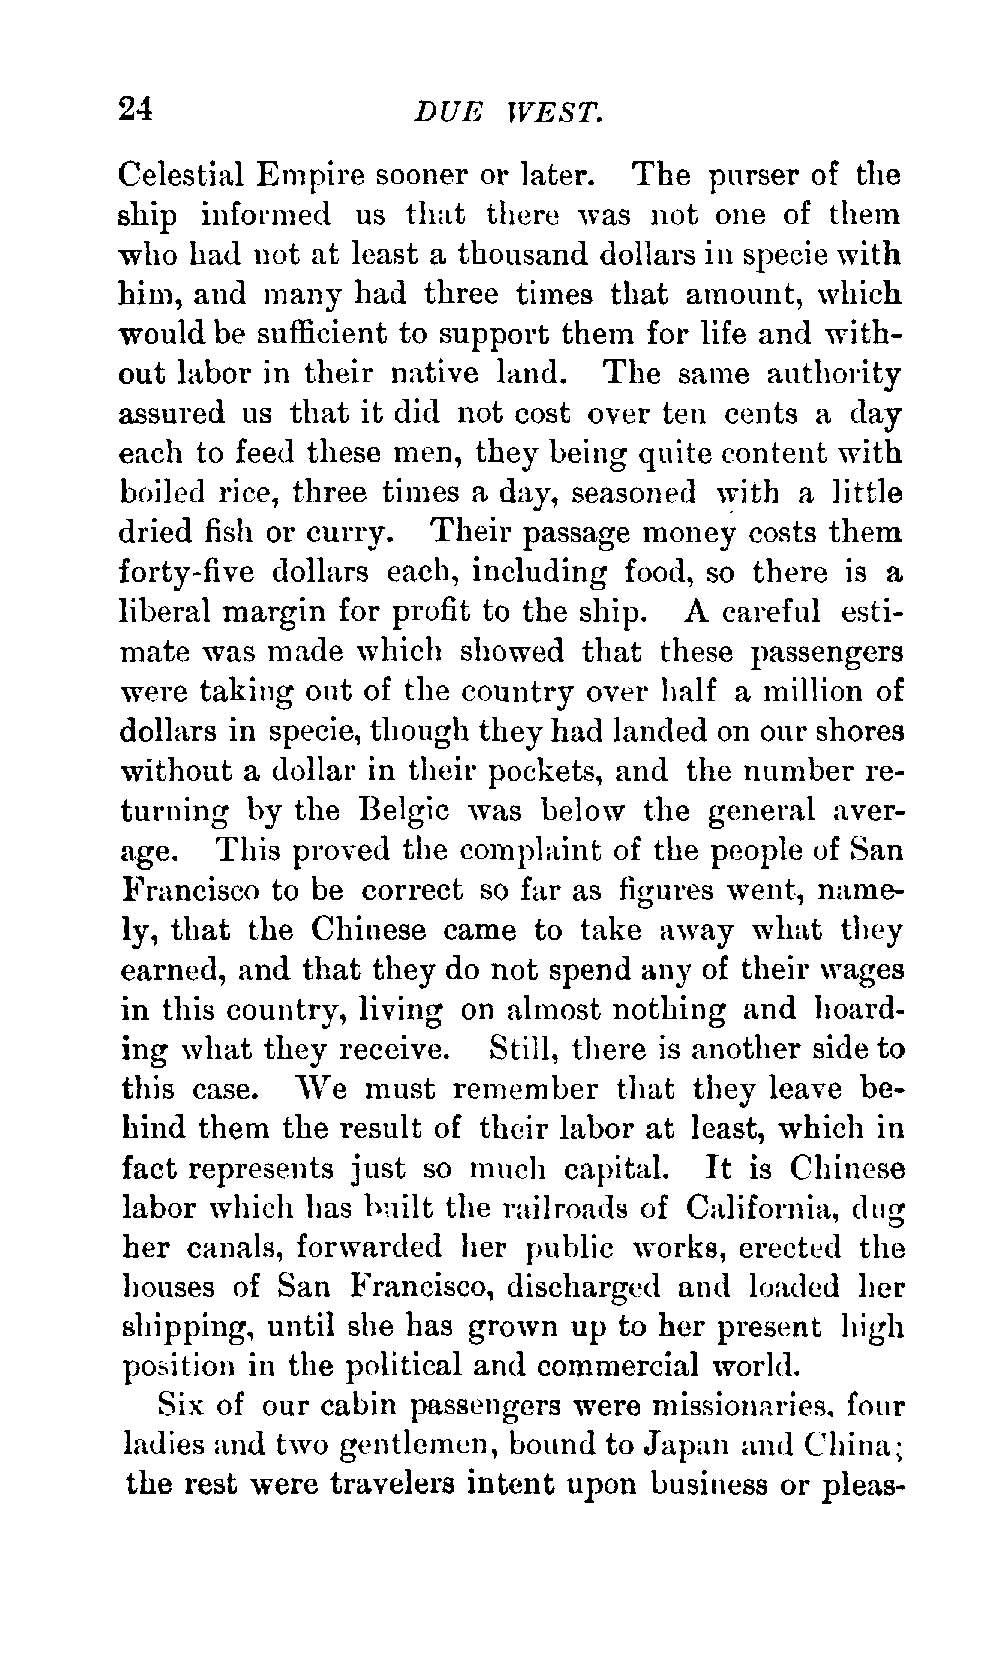 24 DUE WEST.
Celestial Empire sooner or later. The purser of the
ship informed us that there was not one of them
who had not at least a thousand dollars in specie with
him, and many had three times that amount, which
would be sufficient to support them for life and with-
out labor in their native land. The same authority
assured us that it did not cost over ten cents a day
each to feed these men, they being quite content with
boiled rice, three times a day, seasoned with a little
dried fish or curry. Their passage money costs them
forty-five dollars each, including food, so there is a
liberal margin for profit to the ship. A careful esti-
mate was made which showed that these passengers
were taking out of the country over half a million of
dollars in specie, though they had landed on our shores
without a dollar in their pockets, and the number re-
turning by the Belgic was below the general aver-
age. This proved the complaint of the people of San
Francisco to be correct so far as figures went, name-
ly, that the Chinese came to take away what they
earned, and that they do not spend any of their wages
in this country, living on almost nothing and hoard-
ing what they receive. Still, there is another side to
this case. We must remember that they leave be-
hind them the result of their labor at least, which in
fact represents just so much capital. It is Chinese
labor which has built the railroads of California, dug
her canals, forwarded her public works, erected the
houses of San Francisco, discharged and loaded her
shipping, until she has grown up to her present high
position in the political and commercial world.
Six of our cabin passengers were missionaries, four
ladies and two gentlemen, bound to Japan and China;
the rest were travelers intent upon business or pleas-